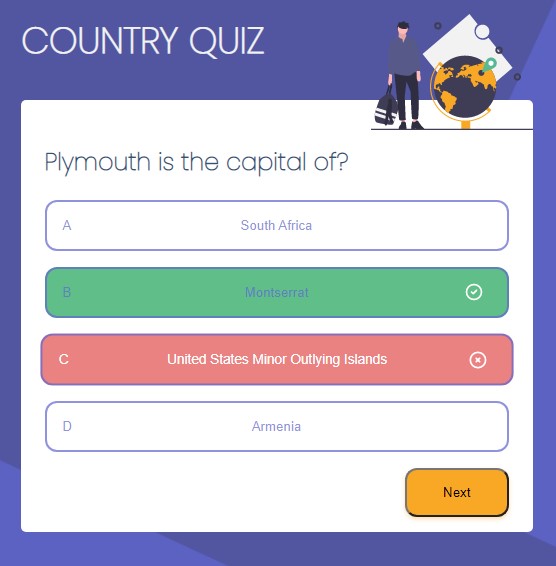 COUNTRY QUIZ
Plymouth is the capital of?
A South Africa
B Montserrat
C United States Minor Outlying Islands
D Armenia
Next